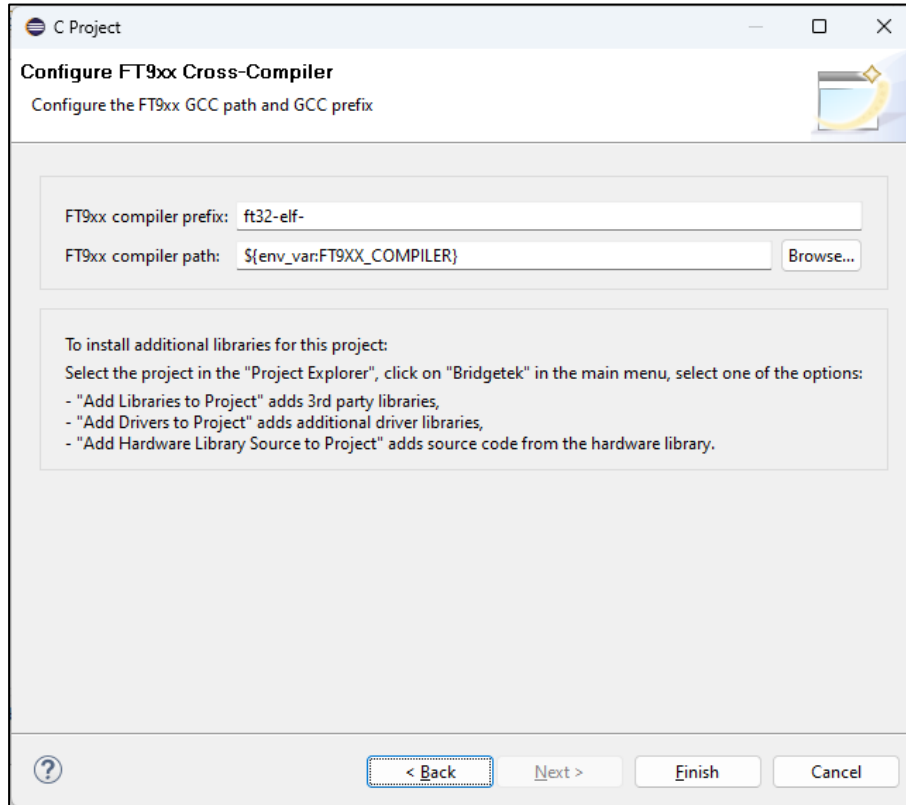 C Project
Configure FT9xx Cross-Compiler
Configure the FT9xx GCC path and GCC prefix
FT9xx compiler prefix: ft32-elf-
FT9xx compiler path: ${env_var:FT9XX_COMPILER} Browse...
To install additional libraries for this project:
Select the project in the "Project Explorer", click on "Bridgetek" in the main menu, select one of the options:
- "Add Libraries to Project" adds 3rd party libraries,
- "Add Drivers to Project" adds additional driver libraries,
- "Add Hardware Library Source to Project" adds source code from the hardware library.
? < Back Next > Finish Cancel